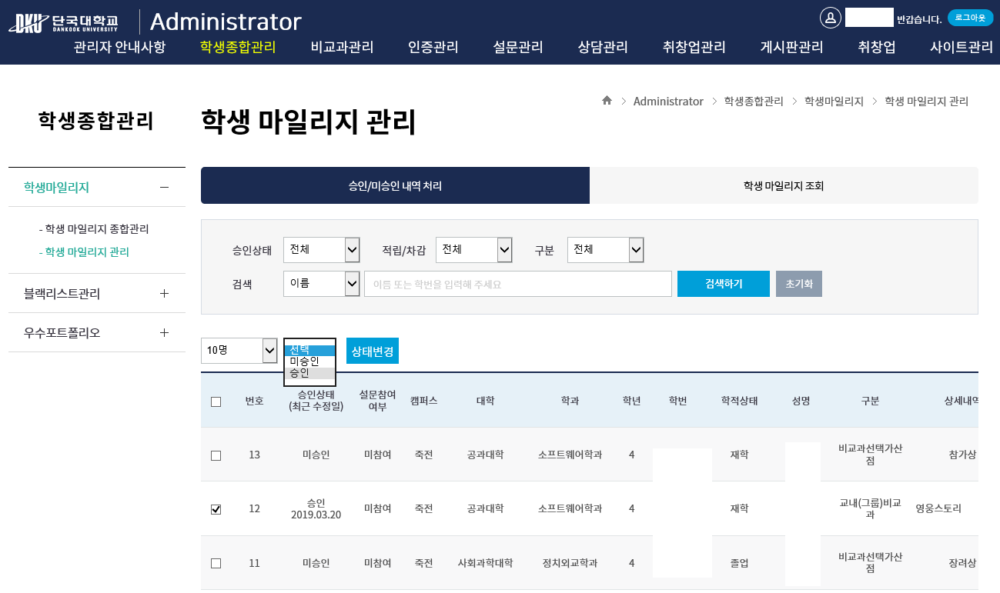 DKU 단국대학교
DANKOOK UNIVERSITY
Administrator
반갑습니다.
로그아웃
관리자 안내사항 학생종합관리 비교과관리 인증관리 설문관리 상담관리 취창업관리 게시판관리 취창업 사이트관리
Administrator 학생종합관리 학생마일리지 학생 마일리지 관리
학생종합관리
학생 마일리지 관리
학생마일리지
- 학생 마일리지 종합관리
- 학생 마일리지 관리
블랙리스트관리
우수포트폴리오
승인/미승인 내역 처리 학생 마일리지 조회
승인상태 전체 적립/차감 전체 구분 전체
검색 이름 이름 또는 학번을 입력해 주세요 검색하기 초기화
10명
선택
미승인
승인
상태변경
번호 승인상태 (최근 수정일) 설문참여 여부 캠퍼스 대학 학과 학년 학번 학적상태 성명 구분 상세내역
13 미승인 미참여 죽전 공과대학 소프트웨어학과 4 재학 비교과선택가산점 참가상
12 승인 2019.03.20 미참여 죽전 공과대학 소프트웨어학과 4 재학 교내(그룹)비교과 영웅스토리
11 미승인 미참여 죽전 사회과학대학 정치외교학과 4 졸업 비교과선택가산점 장려상